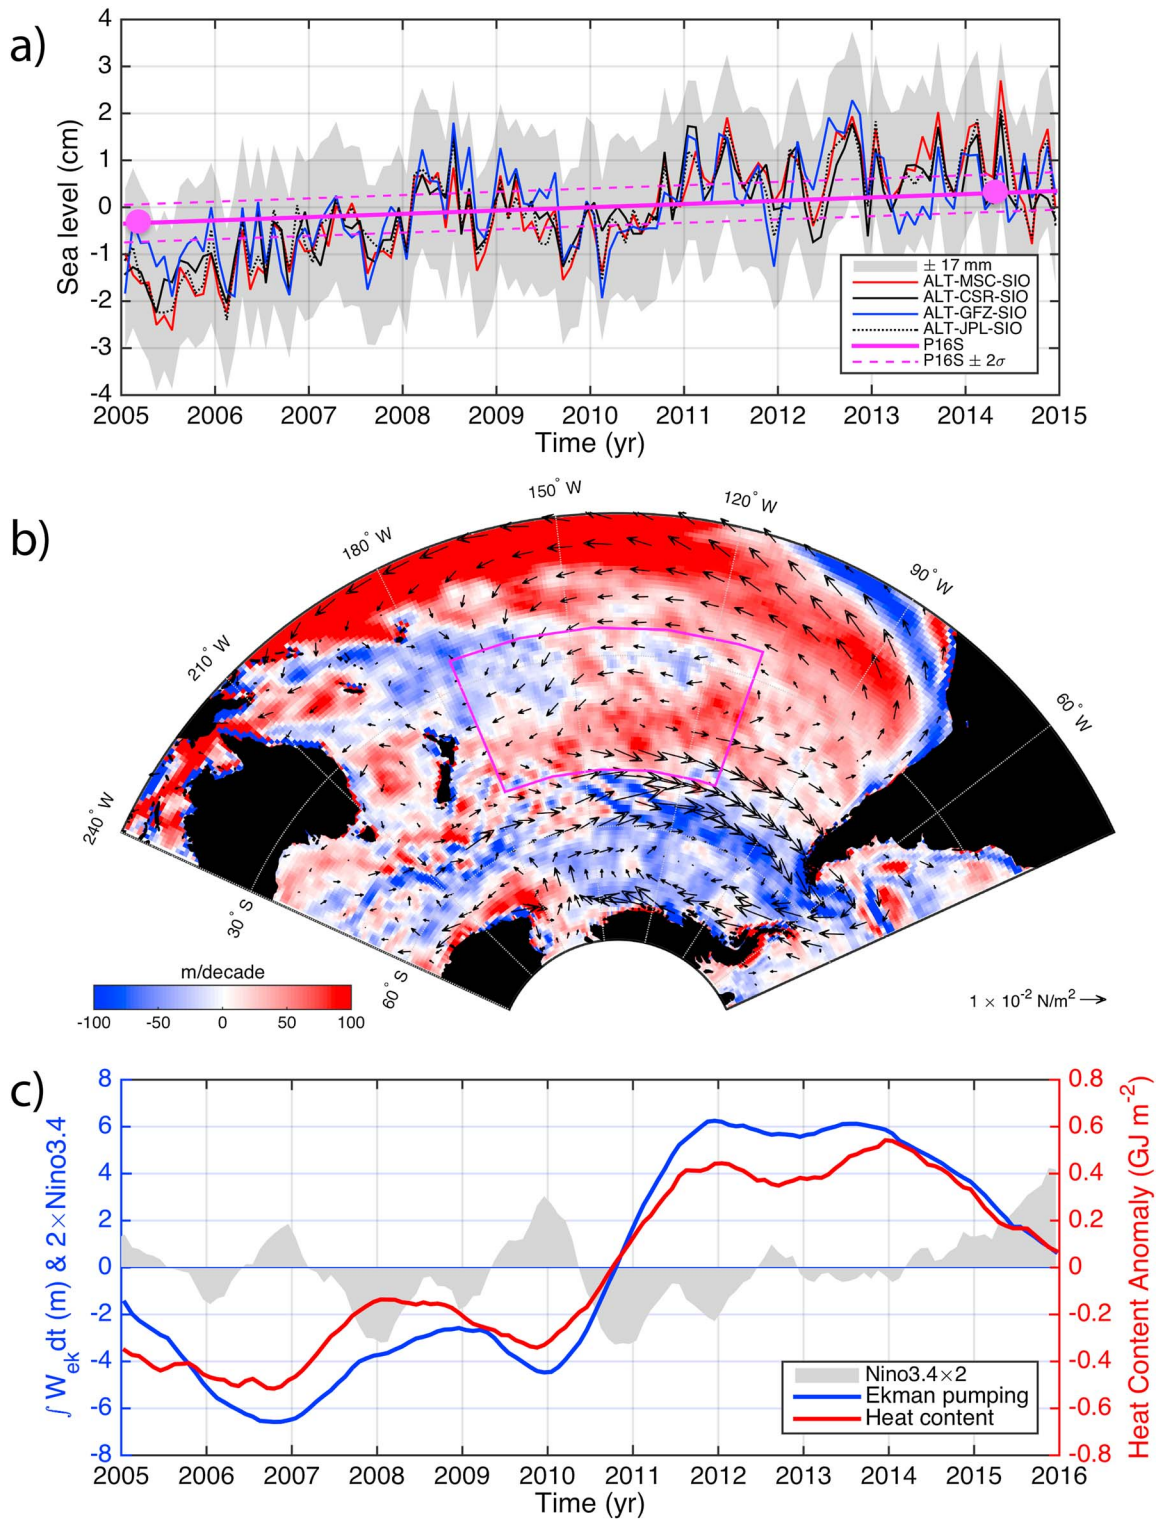 a)
Sea level (cm)
4
3
2
1
0
-1
-2
-3
-4
± 17 mm
ALT-MSC-SIO
ALT-CSR-SIO
ALT-GFZ-SIO
ALT-JPL-SIO
P16S
P16S ± 2σ
2005 2006 2007 2008 2009 2010 2011 2012 2013 2014 2015
Time (yr)
b)
150° W
120° W
180° W
90° W
210° W
60° W
240° W
30° S
60° S
m/decade
-100 -50 0 50 100
1 × 10⁻² N/m²
c)
∫ W_ek dt (m) & 2×Nino3.4
8
6
4
2
0
-2
-4
-6
-8
0.8
0.6
0.4
0.2
0
-0.2
-0.4
-0.6
-0.8
Heat Content Anomaly (GJ m⁻²)
Nino3.4×2
Ekman pumping
Heat content
2005 2006 2007 2008 2009 2010 2011 2012 2013 2014 2015 2016
Time (yr)